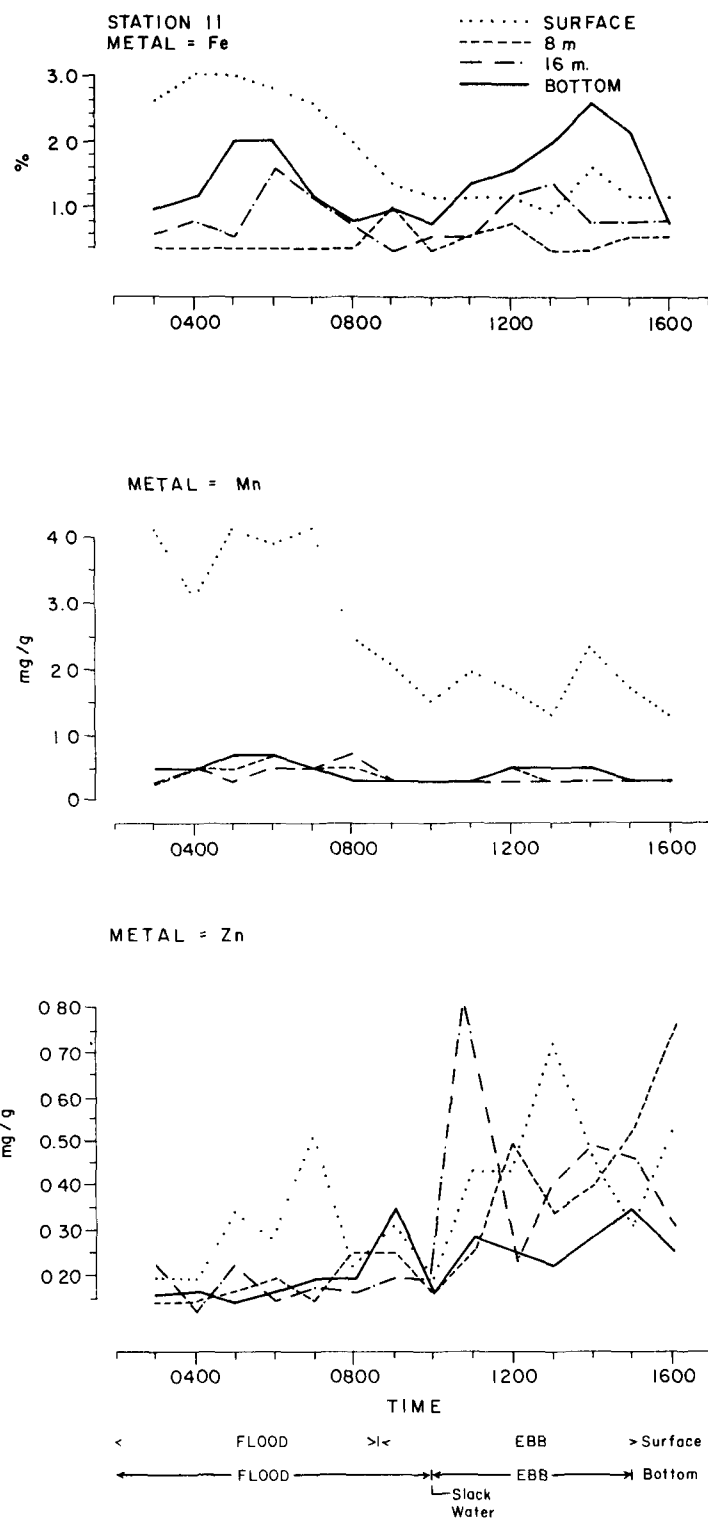 STATION 11
METAL = Fe
SURFACE
8 m
16 m.
BOTTOM
3.0
2 0
1.0
%
0400 0800 1200 1600
METAL = Mn
4 0
3.0
2 0
1 0
0
mg/g
0400 0800 1200 1600
METAL = Zn
0 80
0 70
0 60
0.50
0 40
0 30
0 20
mg/g
0400 0800 1200 1600
TIME
< FLOOD >|< EBB > Surface
FLOOD EBB Bottom
Slack
Water